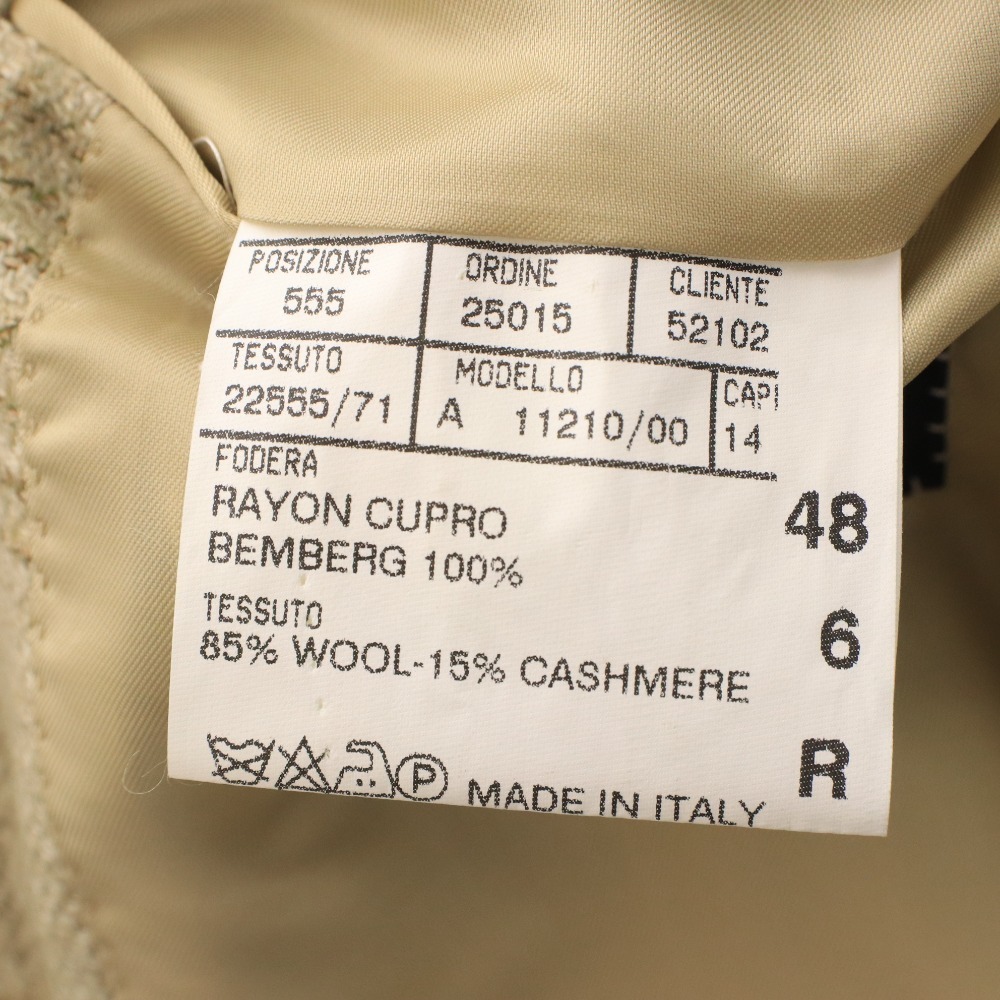 POSIZIONE ORDINE CLIENTE
555 25015 52102
TESSUTO MODELLO CAPI
22555/71 A 11210/00 14
FODERA
RAYON CUPRO 48
BEMBERG 100%
TESSUTO 6
85% WOOL-15% CASHMERE
P MADE IN ITALY R